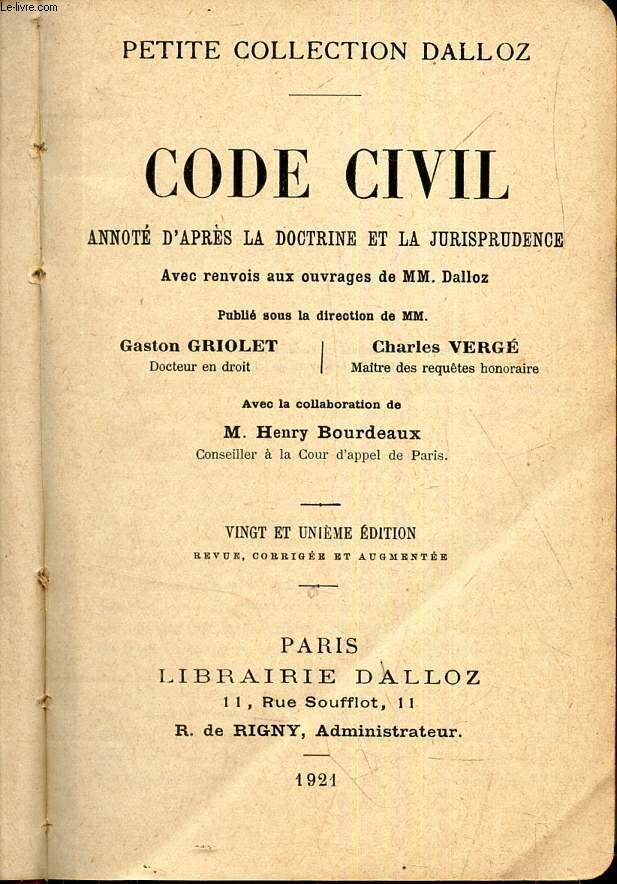 Le-livre.com
PETITE COLLECTION DALLOZ
CODE CIVIL
ANNOTÉ D'APRÈS LA DOCTRINE ET LA JURISPRUDENCE
Avec renvois aux ouvrages de MM. Dalloz
Publié sous la direction de MM.
Gaston GRIOLET
Docteur en droit
Charles VERGÉ
Maître des requêtes honoraire
Avec la collaboration de
M. Henry Bourdeaux
Conseiller à la Cour d'appel de Paris.
VINGT ET UNIÈME ÉDITION
REVUE, CORRIGÉE ET AUGMENTÉE
PARIS
LIBRAIRIE DALLOZ
11, Rue Soufflot, 11
R. de RIGNY, Administrateur.
1921